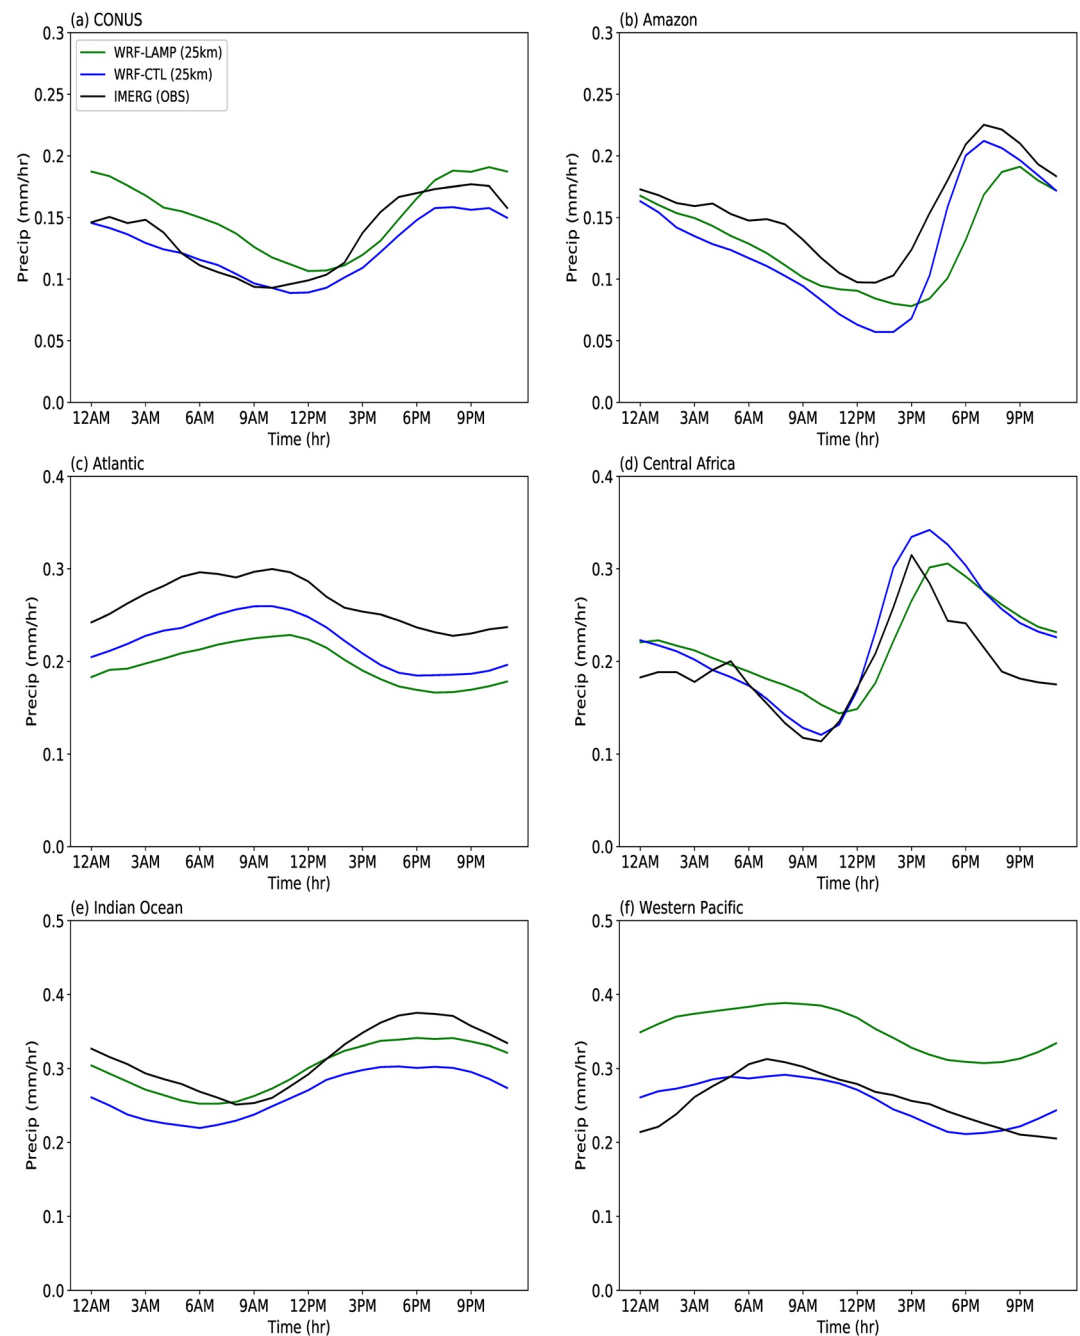 (a) CONUS
0.3
0.25
0.2
0.15
0.1
0.05
0.0
Precip (mm/hr)
WRF-LAMP (25km)
WRF-CTL (25km)
IMERG (OBS)
12AM 3AM 6AM 9AM 12PM 3PM 6PM 9PM
Time (hr)
(b) Amazon
0.3
0.25
0.2
0.15
0.1
0.05
0.0
Precip (mm/hr)
12AM 3AM 6AM 9AM 12PM 3PM 6PM 9PM
Time (hr)
(c) Atlantic
0.4
0.3
0.2
0.1
0.0
Precip (mm/hr)
12AM 3AM 6AM 9AM 12PM 3PM 6PM 9PM
Time (hr)
(d) Central Africa
0.4
0.3
0.2
0.1
0.0
Precip (mm/hr)
12AM 3AM 6AM 9AM 12PM 3PM 6PM 9PM
Time (hr)
(e) Indian Ocean
0.5
0.4
0.3
0.2
0.1
0.0
Precip (mm/hr)
12AM 3AM 6AM 9AM 12PM 3PM 6PM 9PM
Time (hr)
(f) Western Pacific
0.5
0.4
0.3
0.2
0.1
0.0
Precip (mm/hr)
12AM 3AM 6AM 9AM 12PM 3PM 6PM 9PM
Time (hr)